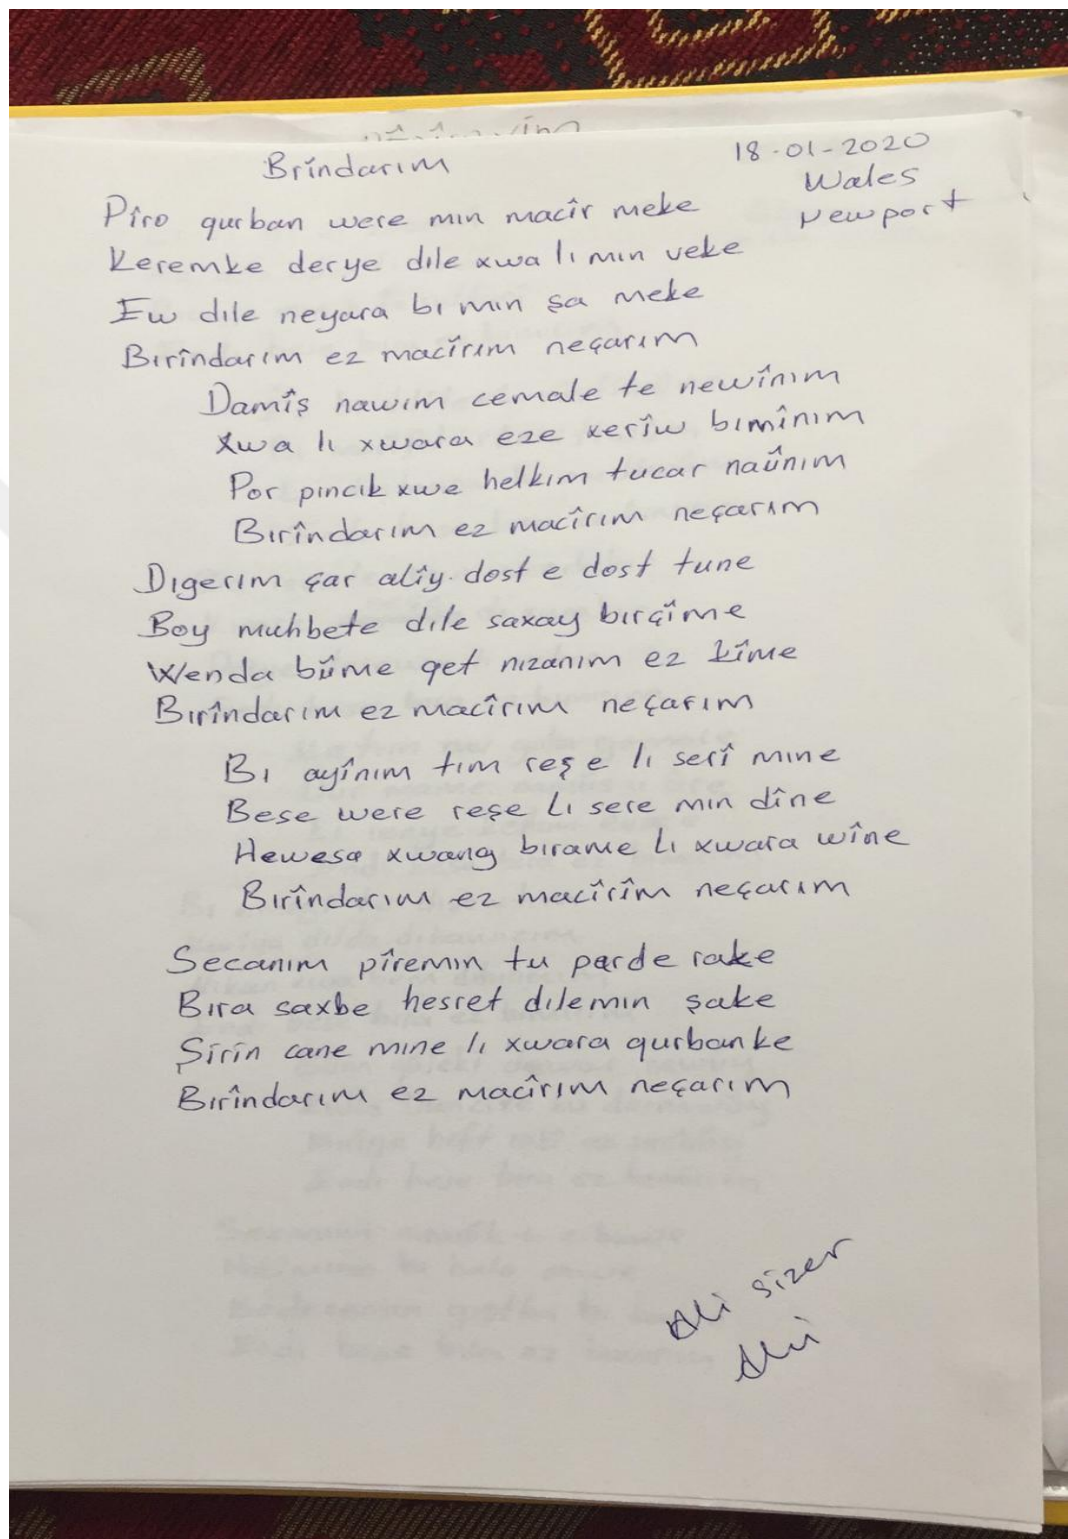 Brîndarım
18-01-2020
Wales
Newport
Pîro qurban were mın macîr meke
Keremke derye dıle xwa lı mın veke
Ew dıle neyara bı mın şa meke
Bırîndarım ez macîrım neçarım
Damîş nawım cemale te newînım
Xwa lı xwara eze xerîw bımînım
Por pıncık xwe helkım tucar naûnım
Bırîndarım ez macîrım neçarım
Dıgerım çar alîy dost e dost tune
Boy muhbete dıle saxay bırçîme
Wenda bûme qet nızanım ez kîme
Bırîndarım ez macîrım neçarım
Bı ayînım tım reş e lı serî mıne
Bese were reşe Lı sere mın dîne
Hewesa xwang bırame Lı xwara wîne
Bırîndarım ez macîrîm neçarım
Secanım pîremın tu perde rake
Bıra saxbe hesret dılemın şake
Şîrîn cane mıne lı xwara qurbanke
Bırîndarım ez macîrım neçarım
Ali sizer
Ali